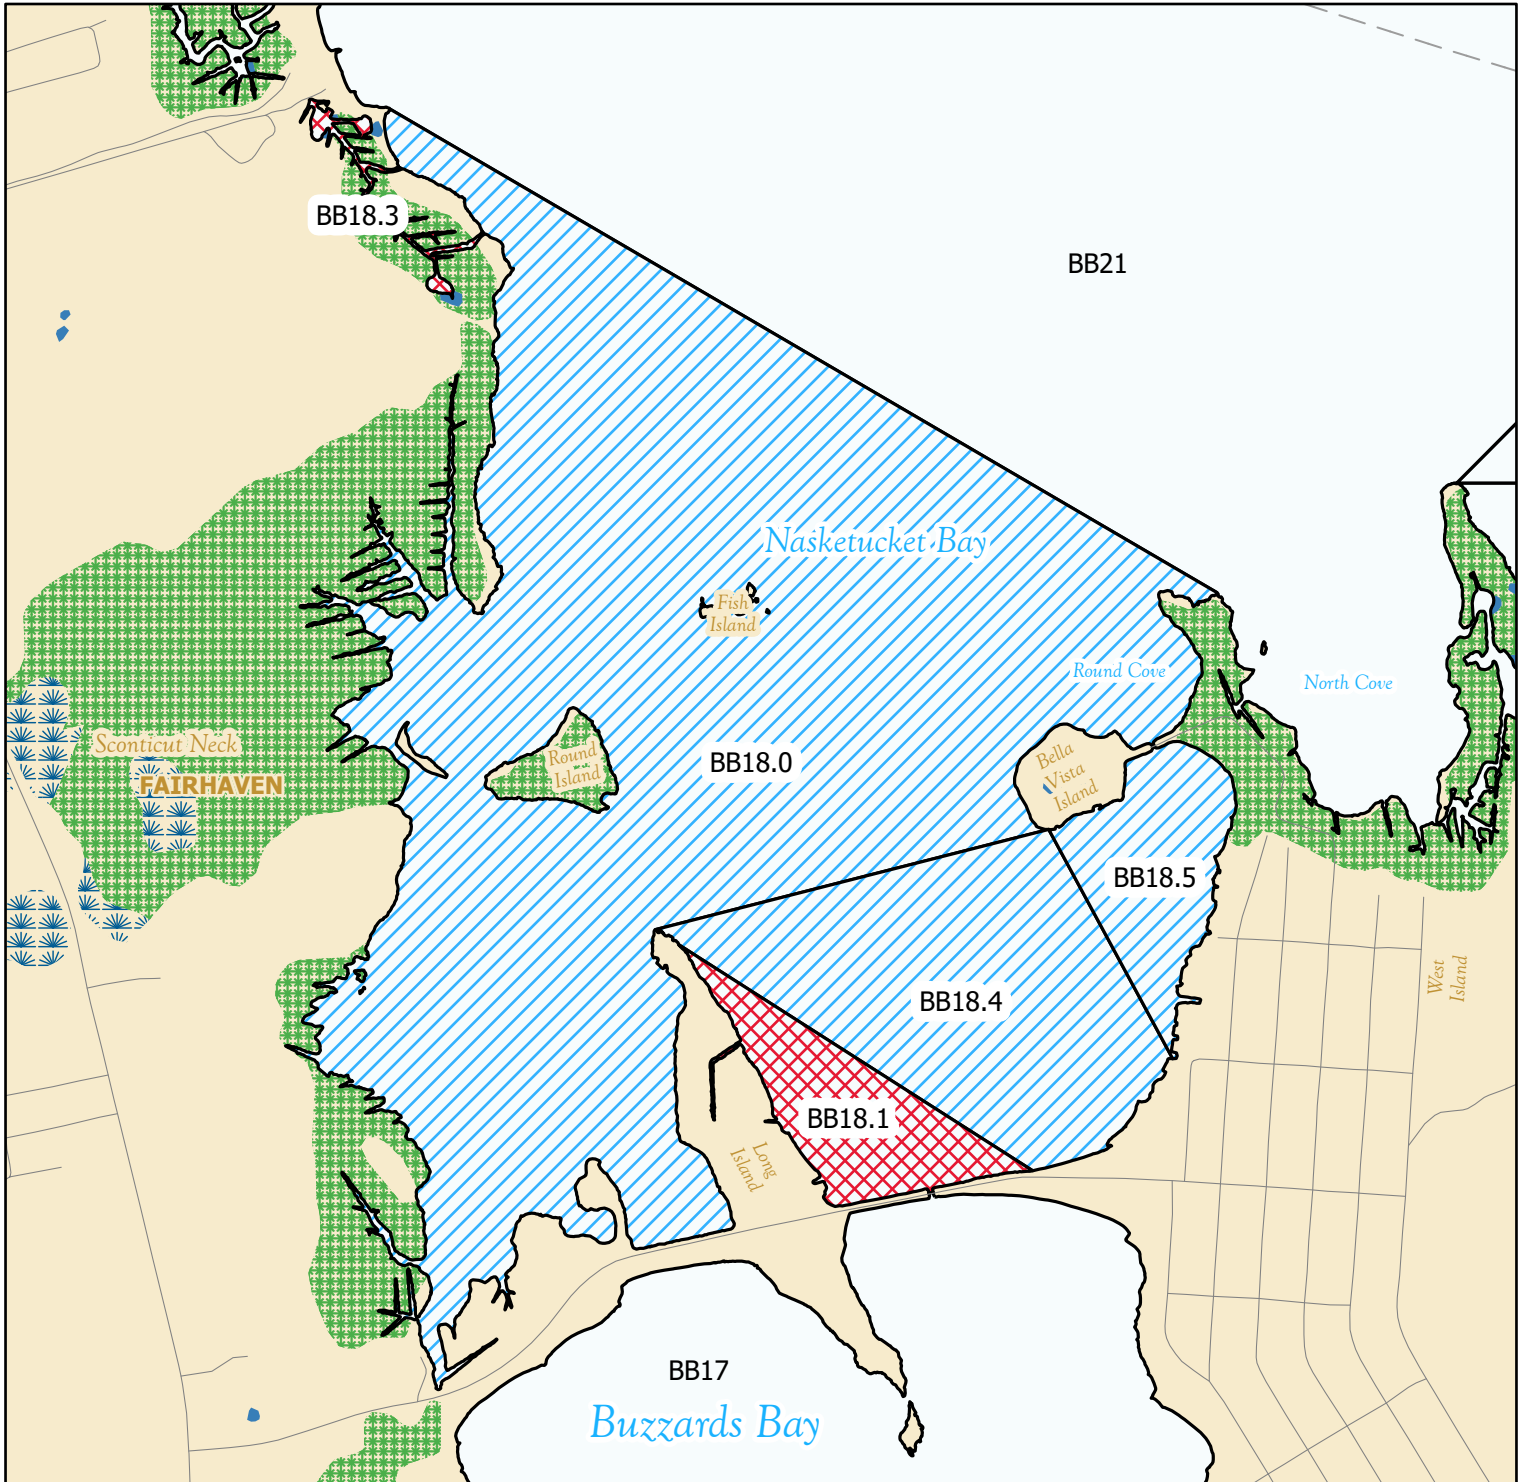 BB18.3
BB21
Nasketucket Bay
Fish
Island
Round Cove
North Cove
Sconticut Neck
FAIRHAVEN
Round
Island
BB18.0
Bella
Vista
Island
BB18.5
BB18.4
West
Island
BB18.1
Long
Island
BB17
Buzzards Bay